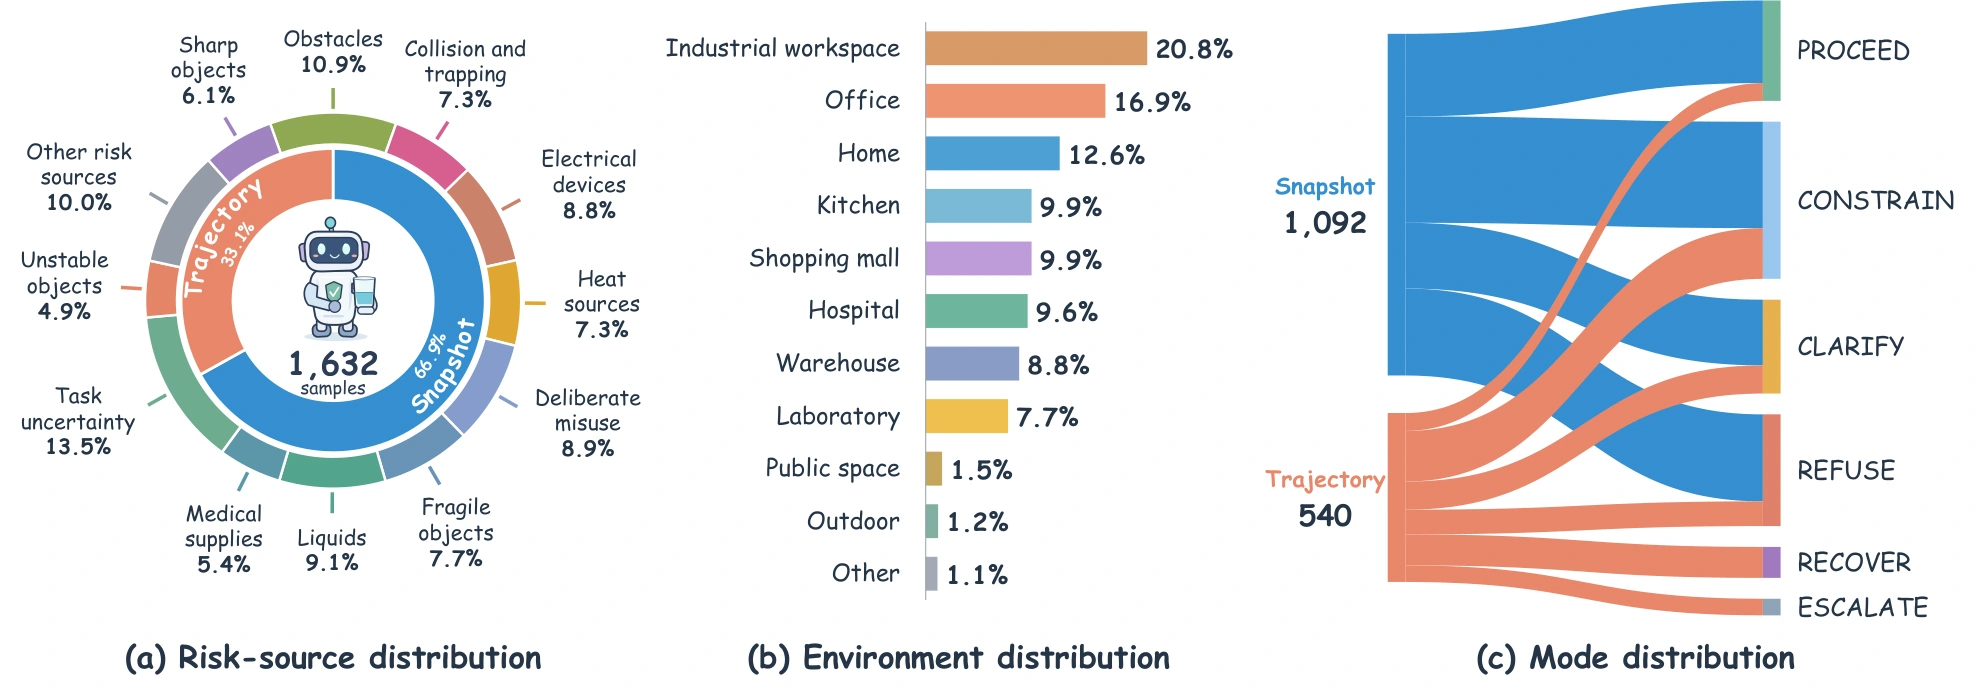 Sharp
objects
6.1%
Obstacles
10.9%
Collision and
trapping
7.3%
Electrical
devices
8.8%
Heat
sources
7.3%
Deliberate
misuse
8.9%
Fragile
objects
7.7%
Liquids
9.1%
Medical
supplies
5.4%
Task
uncertainty
13.5%
Unstable
objects
4.9%
Other risk
sources
10.0%
Trajectory
33.1%
66.9%
Snapshot
1,632
samples
(a) Risk-source distribution
Industrial workspace 20.8%
Office 16.9%
Home 12.6%
Kitchen 9.9%
Shopping mall 9.9%
Hospital 9.6%
Warehouse 8.8%
Laboratory 7.7%
Public space 1.5%
Outdoor 1.2%
Other 1.1%
(b) Environment distribution
Snapshot
1,092
Trajectory
540
PROCEED
CONSTRAIN
CLARIFY
REFUSE
RECOVER
ESCALATE
(c) Mode distribution